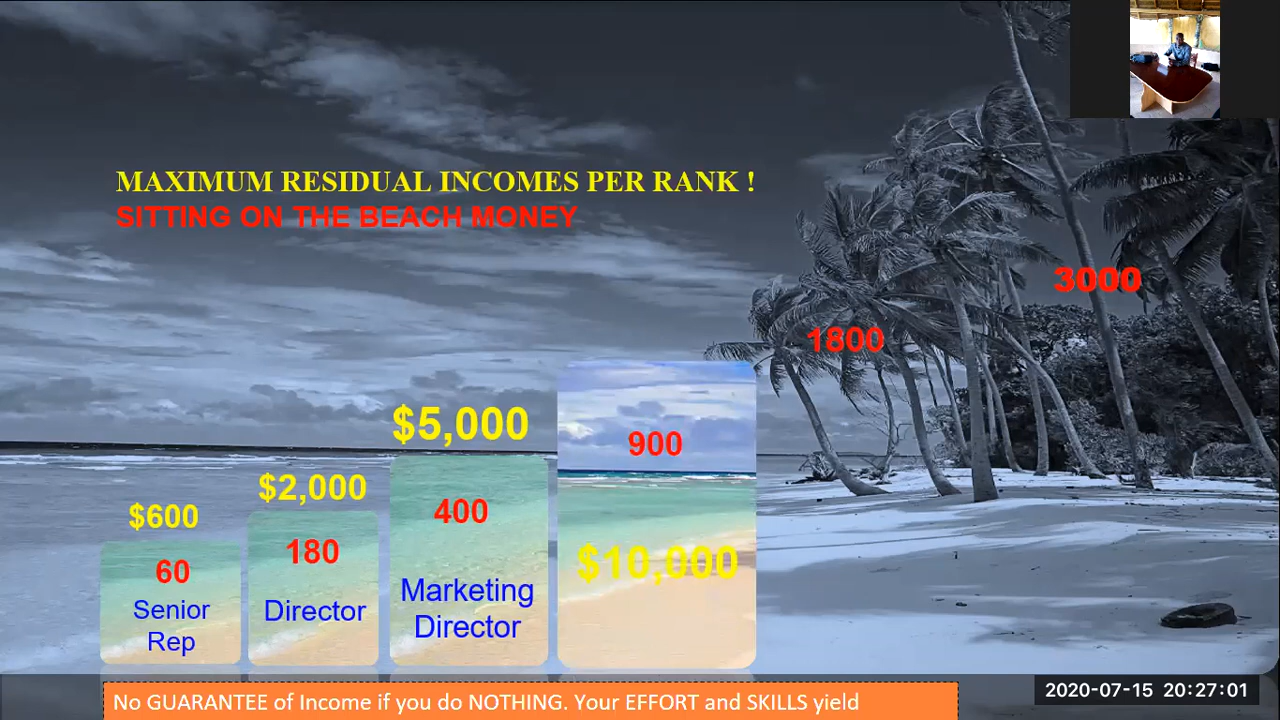 MAXIMUM RESIDUAL INCOMES PER RANK !
SITTING ON THE BEACH MONEY
3000
1800
$5,000
900
$2,000
$600
400
180
$10,000
60
Marketing
Director
Director
Senior
Rep
No GUARANTEE of Income if you do NOTHING. Your EFFORT and SKILLS yield
2020-07-15 20:27:01